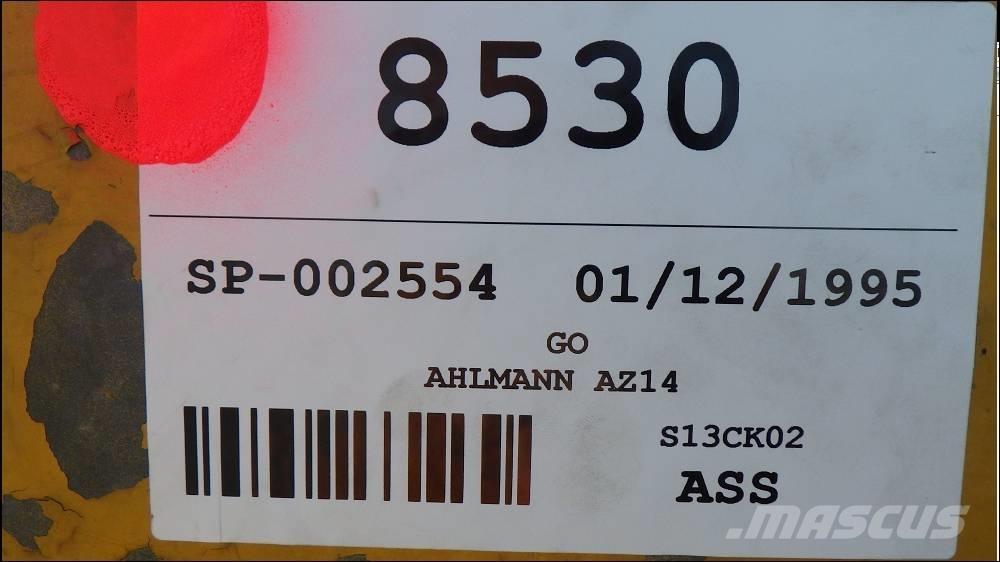 8530
SP-002554 01/12/1995
GO
AHLMANN AZ14
S13CK02
ASS
.MASCUS